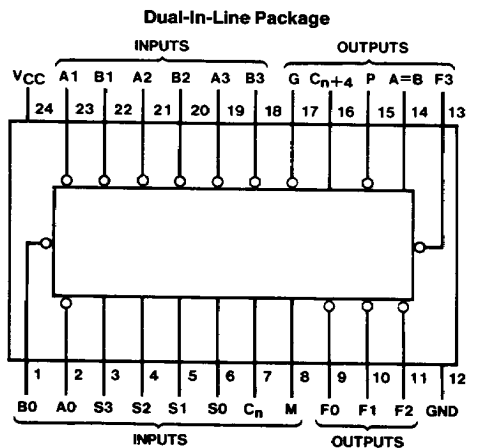 Dual-In-Line Package
INPUTS OUTPUTS
VCC A1 B1 A2 B2 A3 B3 G Cn+4 P A=B F3
24 23 22 21 20 19 18 17 16 15 14 13
1 2 3 4 5 6 7 8 9 10 11 12
B0 A0 S3 S2 S1 S0 Cn M F0 F1 F2 GND
INPUTS OUTPUTS